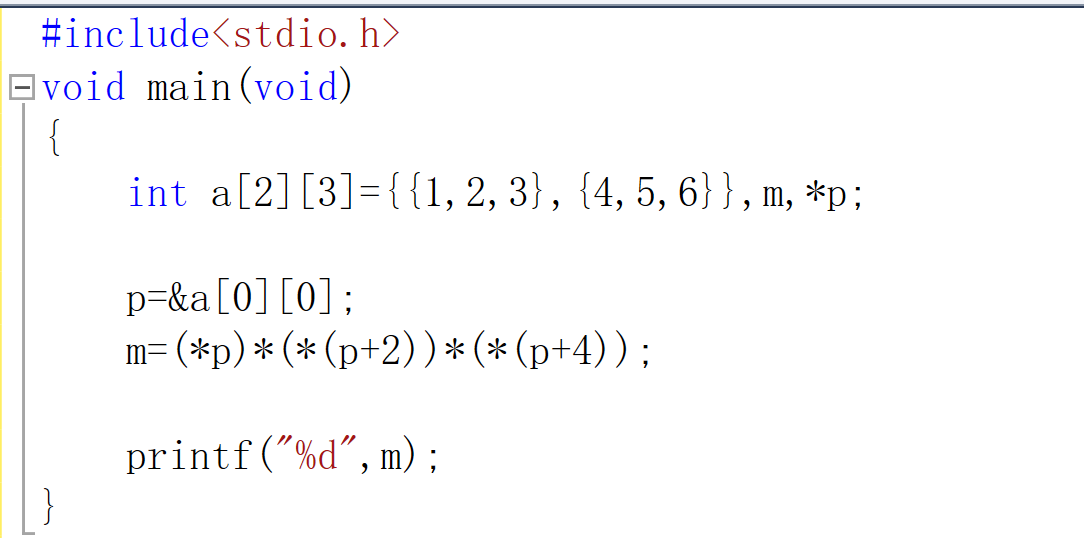 #include<stdio.h>
void main(void)
{
int a[2][3]={{1,2,3},{4,5,6}},m,*p;
p=&a[0][0];
m=(*p)*(*(p+2))*(*(p+4));
printf("%d",m);
}